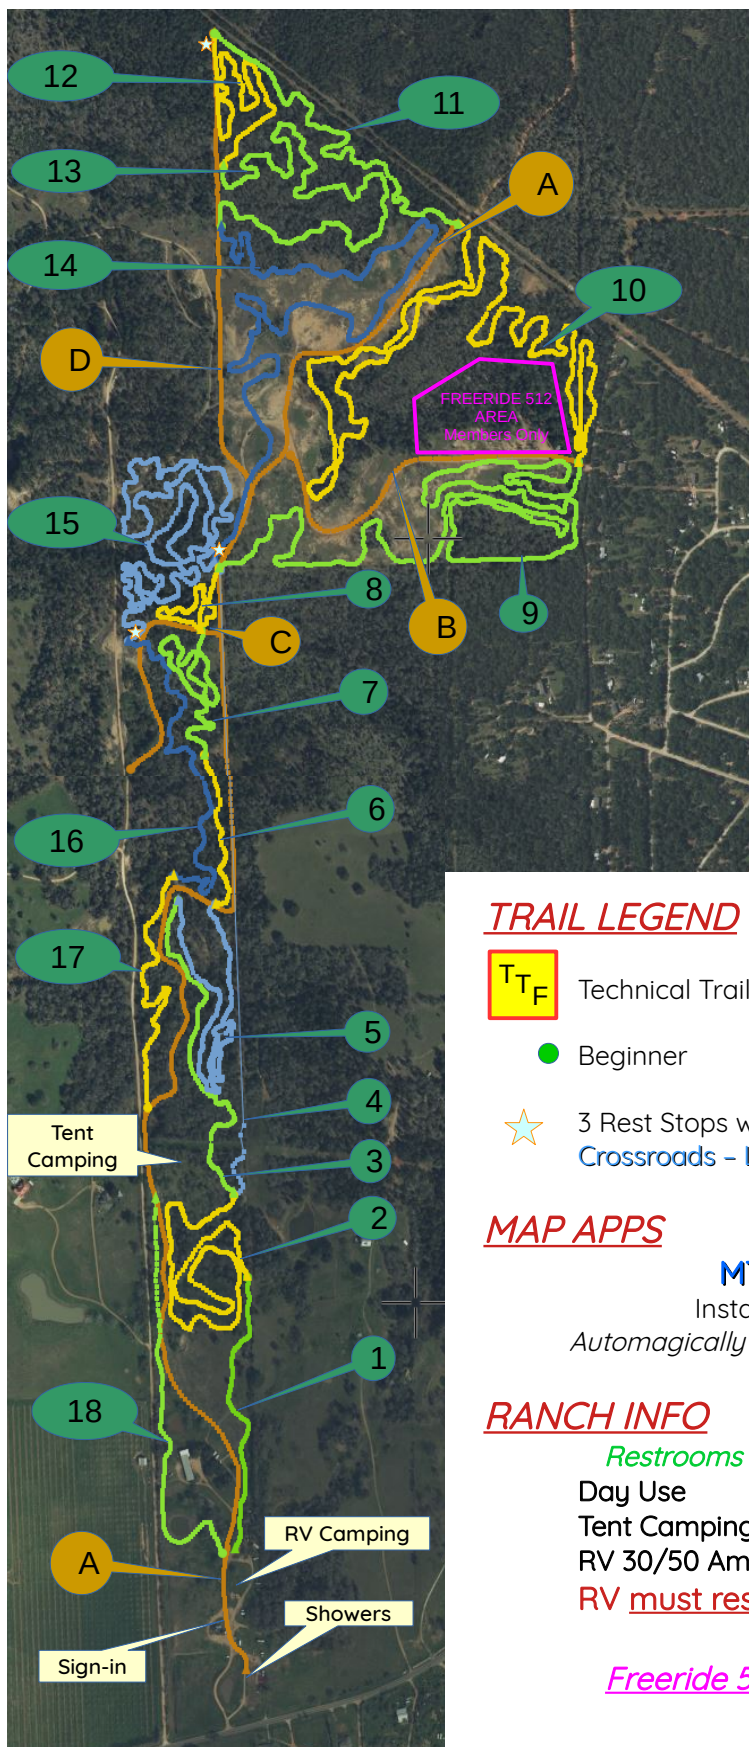 12
11
13
A
14
10
D
FREERIDE 512
AREA
Members Only
15
8
9
B
C
7
6
16
17
5
4
Tent
Camping
3
2
1
18
RV Camping
A
Showers
Sign-in
TRAIL LEGEND
TTF
Technical Trail
Beginner
3 Rest Stops w
Crossroads –
MAP APPS
MT
Insta
Automagically
RANCH INFO
Restrooms
Day Use
Tent Camping
RV 30/50 Am
RV must res
Freeride 5